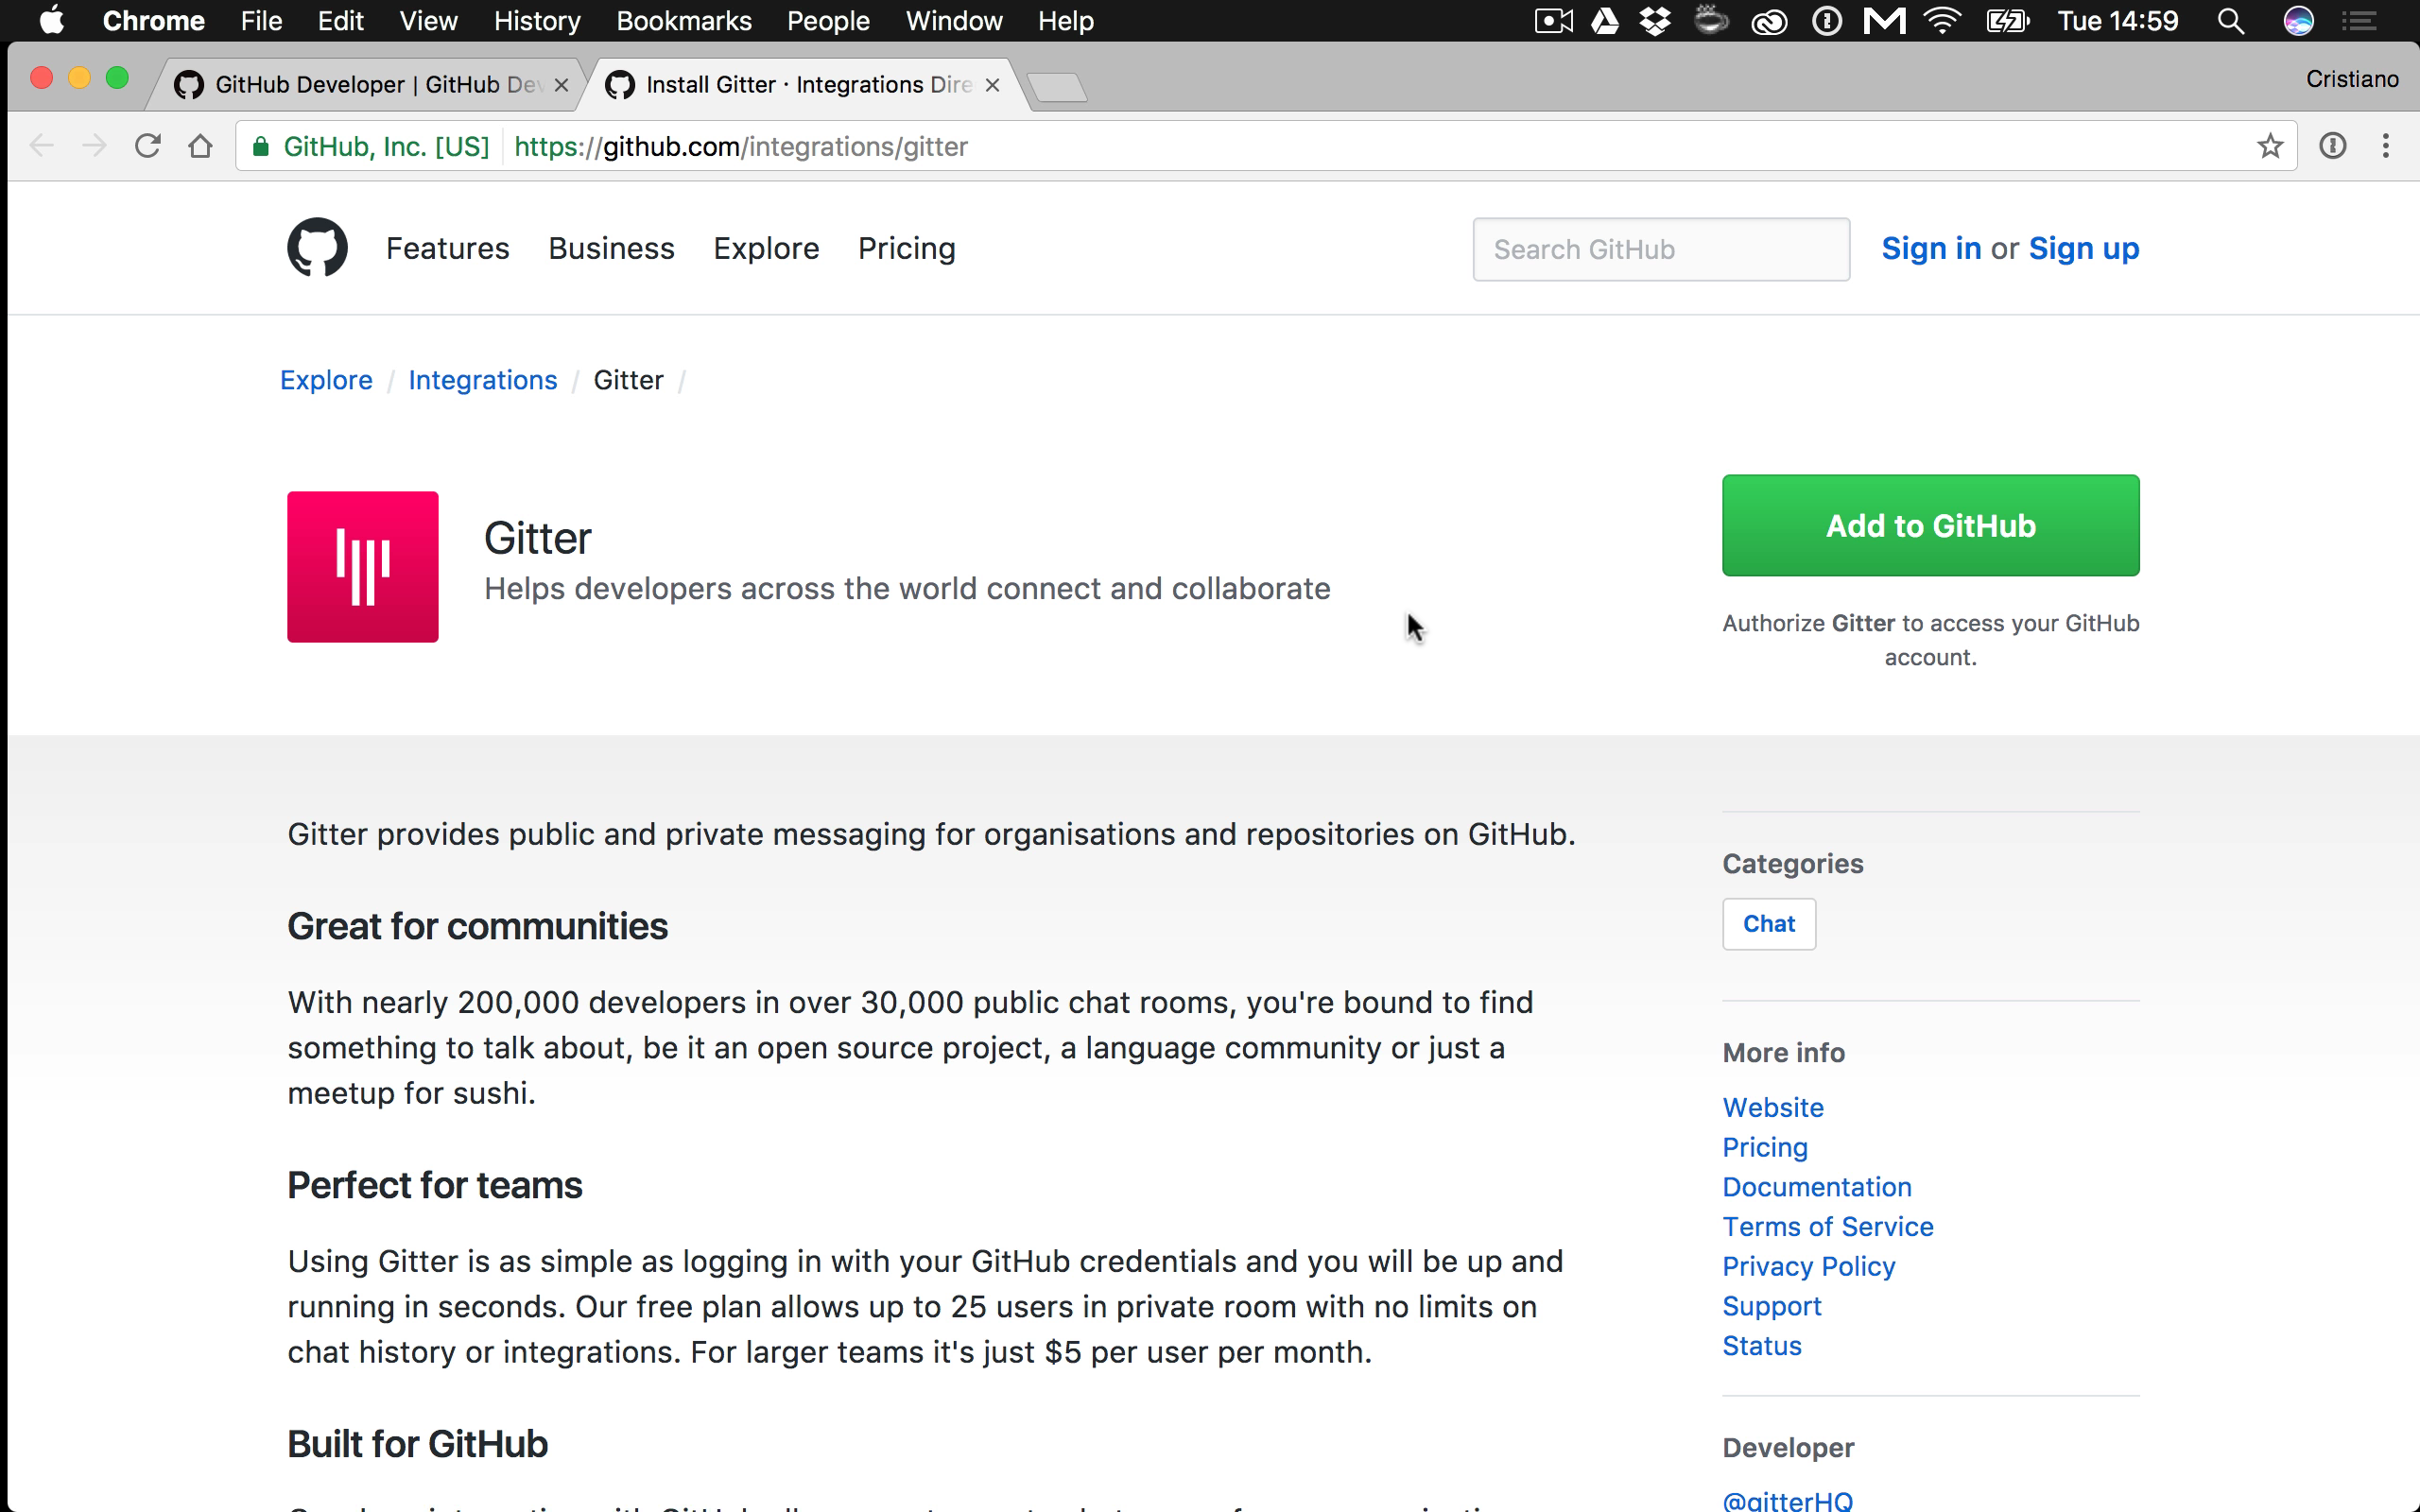 Chrome File Edit View History Bookmarks People Window Help Tue 14:59
GitHub Developer | GitHub Dev Install Gitter · Integrations Dire Cristiano
GitHub, Inc. [US] https://github.com/integrations/gitter
Features Business Explore Pricing Search GitHub Sign in or Sign up
Explore / Integrations / Gitter /
Gitter
Helps developers across the world connect and collaborate
Add to GitHub
Authorize Gitter to access your GitHub
account.
Gitter provides public and private messaging for organisations and repositories on GitHub.
Great for communities
With nearly 200,000 developers in over 30,000 public chat rooms, you're bound to find
something to talk about, be it an open source project, a language community or just a
meetup for sushi.
Perfect for teams
Using Gitter is as simple as logging in with your GitHub credentials and you will be up and
running in seconds. Our free plan allows up to 25 users in private room with no limits on
chat history or integrations. For larger teams it's just $5 per user per month.
Built for GitHub
Categories
Chat
More info
Website
Pricing
Documentation
Terms of Service
Privacy Policy
Support
Status
Developer
@gitterHQ